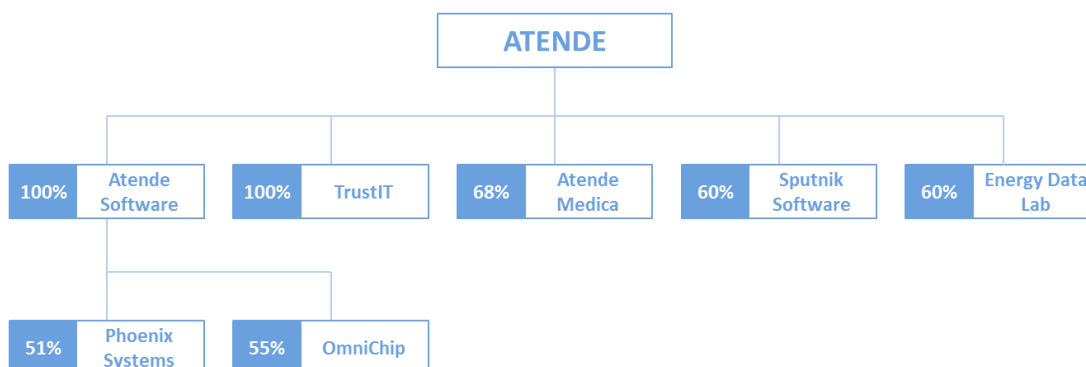 ATENDE
100%
Atende
Software
100%
TrustIT
68%
Atende
Medica
60%
Sputnik
Software
60%
Energy Data
Lab
51%
Phoenix
Systems
55%
OmniChip